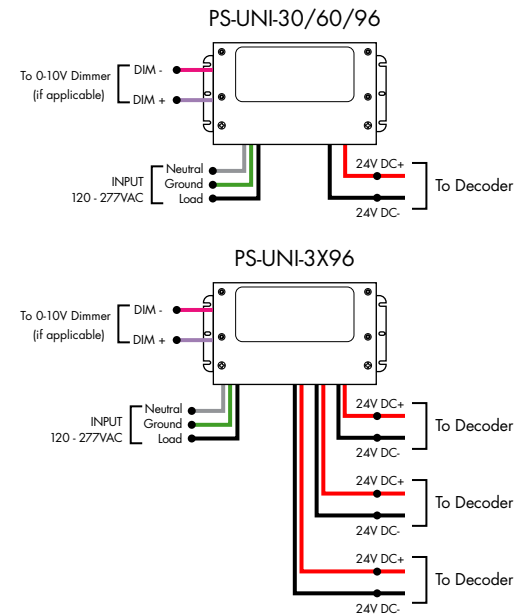 PS-UNI-30/60/96
To 0-10V Dimmer
(if applicable)
DIM -
DIM +
INPUT
120 - 277VAC
Neutral
Ground
Load
24V DC+
24V DC-
To Decoder
PS-UNI-3X96
To 0-10V Dimmer
(if applicable)
DIM -
DIM +
INPUT
120 - 277VAC
Neutral
Ground
Load
24V DC+
24V DC-
To Decoder
24V DC+
24V DC-
To Decoder
24V DC+
24V DC-
To Decoder